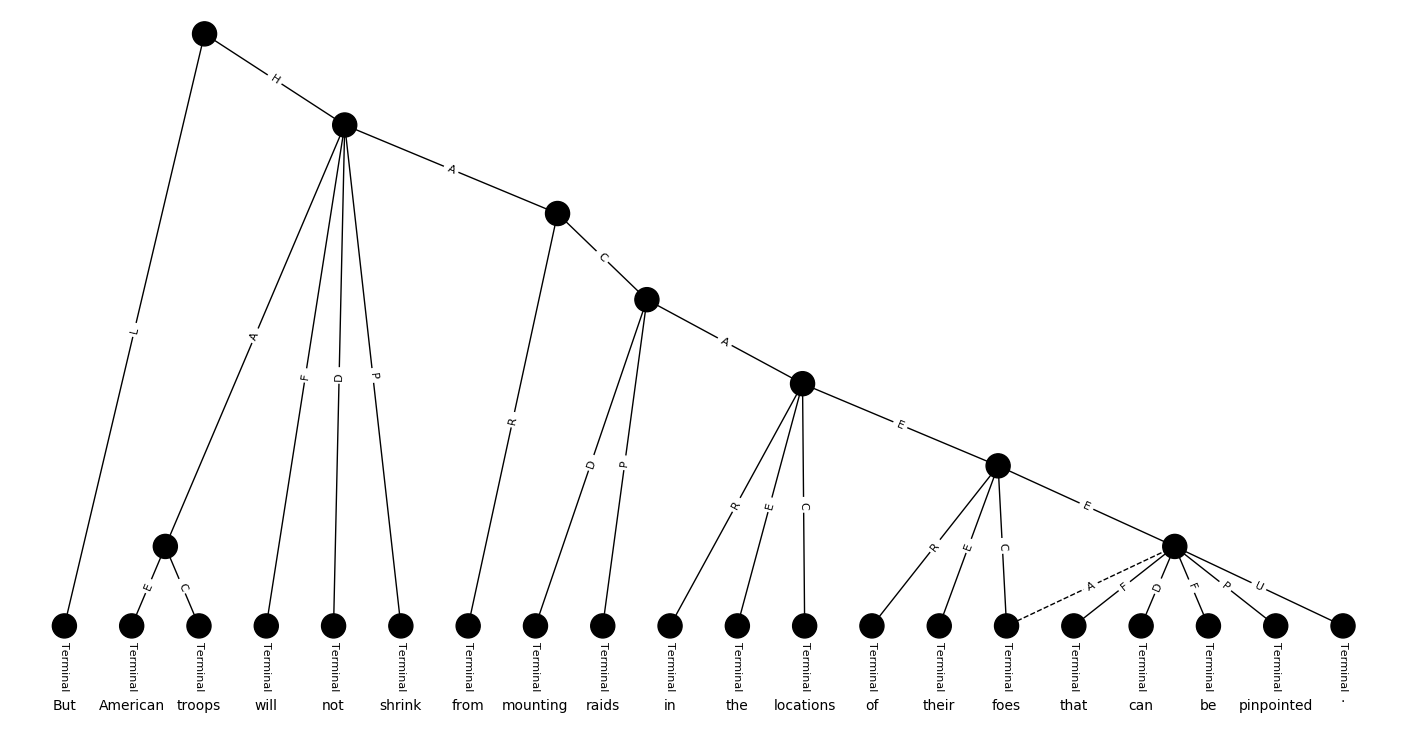 H
A
C
L
A
A
F
D
P
E
R
D
P
R
E
C
E
E
C
R
E
C
A
F
D
F
P
U
Terminal Terminal Terminal Terminal Terminal Terminal Terminal Terminal Terminal Terminal Terminal Terminal Terminal Terminal Terminal Terminal Terminal Terminal Terminal Terminal
But American troops will not shrink from mounting raids in the locations of their foes that can be pinpointed .